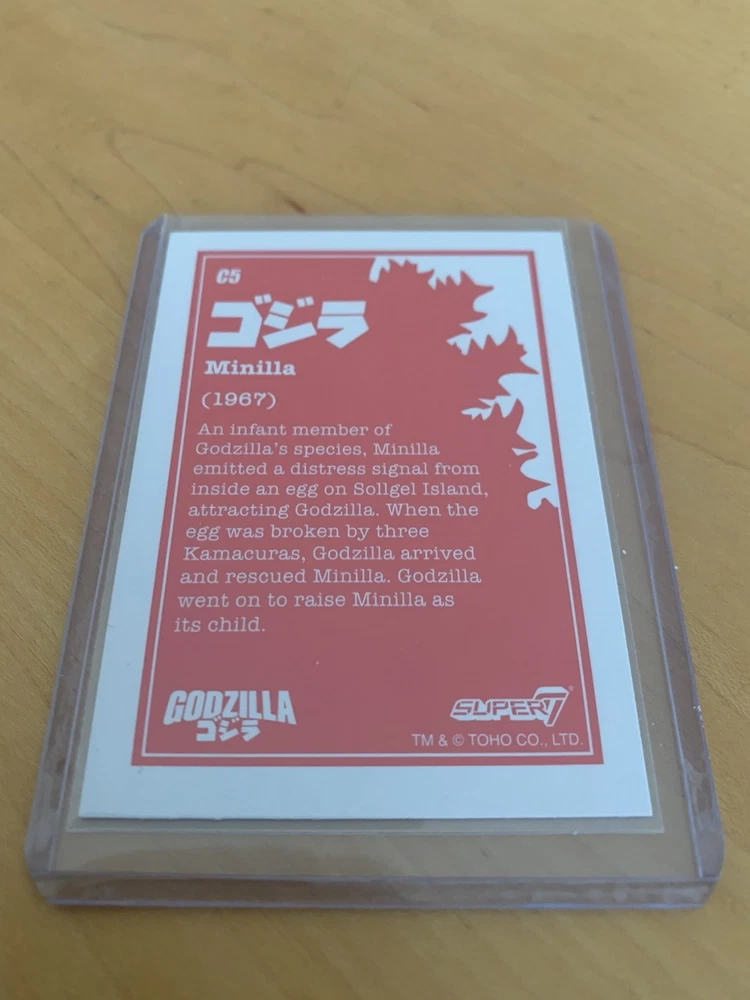 C5
ゴジラ
Minilla
(1967)
An infant member of
Godzilla's species, Minilla
emitted a distress signal from
inside an egg on Sollgel Island,
attracting Godzilla. When the
egg was broken by three
Kamacuras, Godzilla arrived
and rescued Minilla. Godzilla
went on to raise Minilla as
its child.
GODZILLA
ゴジラ
SUPER7®
TM & © TOHO CO., LTD.